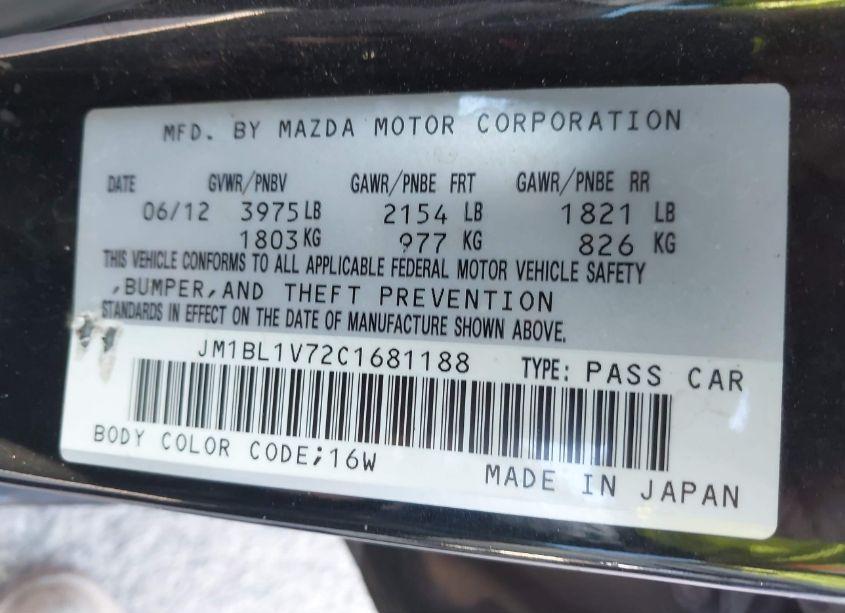 MFD. BY MAZDA MOTOR CORPORATION
DATE GVWR/PNBV GAWR/PNBE FRT GAWR/PNBE RR
06/12 3975 LB 2154 LB 1821 LB
1803 KG 977 KG 826 KG
THIS VEHICLE CONFORMS TO ALL APPLICABLE FEDERAL MOTOR VEHICLE SAFETY
,BUMPER,AND THEFT PREVENTION
STANDARDS IN EFFECT ON THE DATE OF MANUFACTURE SHOWN ABOVE.
JM1BL1V72C1681188 TYPE: PASS CAR
BODY COLOR CODE;16W
MADE IN JAPAN